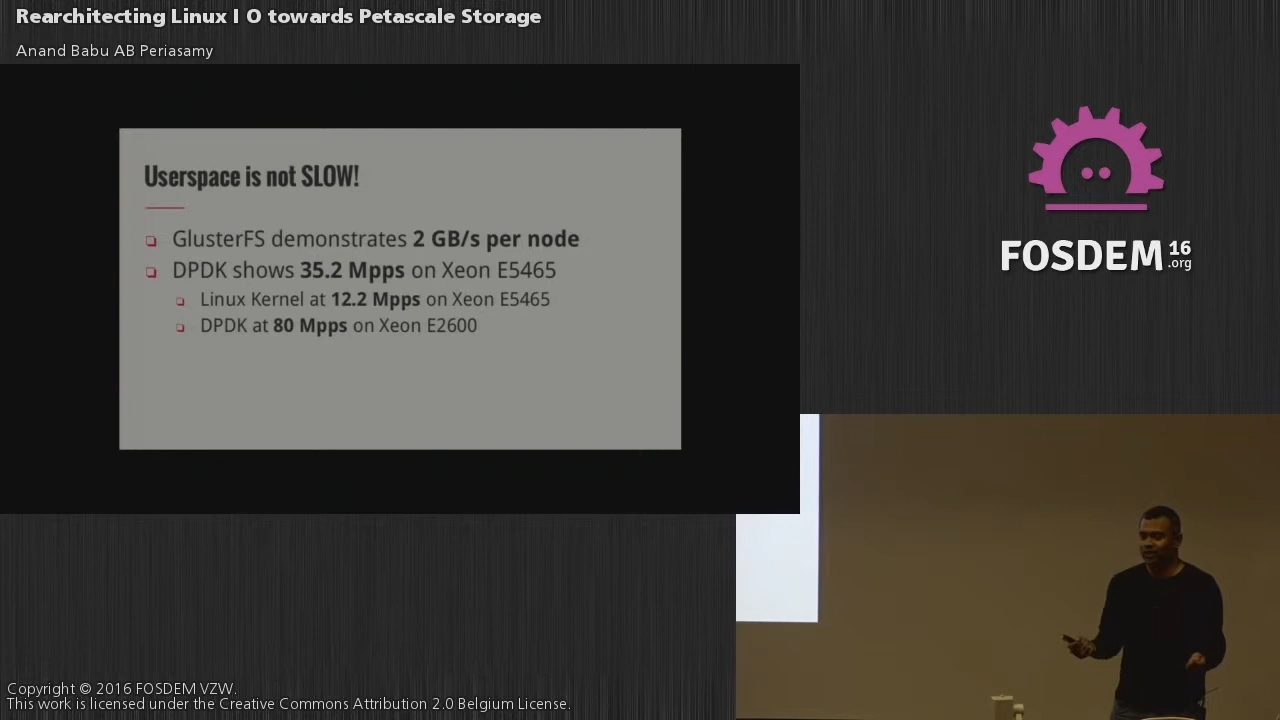 Rearchitecting Linux I O towards Petascale Storage
Anand Babu AB Periasamy
Userspace is not SLOW!
GlusterFS demonstrates 2 GB/s per node
DPDK shows 35.2 Mpps on Xeon E5465
Linux Kernel at 12.2 Mpps on Xeon E5465
DPDK at 80 Mpps on Xeon E2600
FOSDEM 16
.org
Copyright © 2016 FOSDEM VZW.
This work is licensed under the Creative Commons Attribution 2.0 Belgium License.